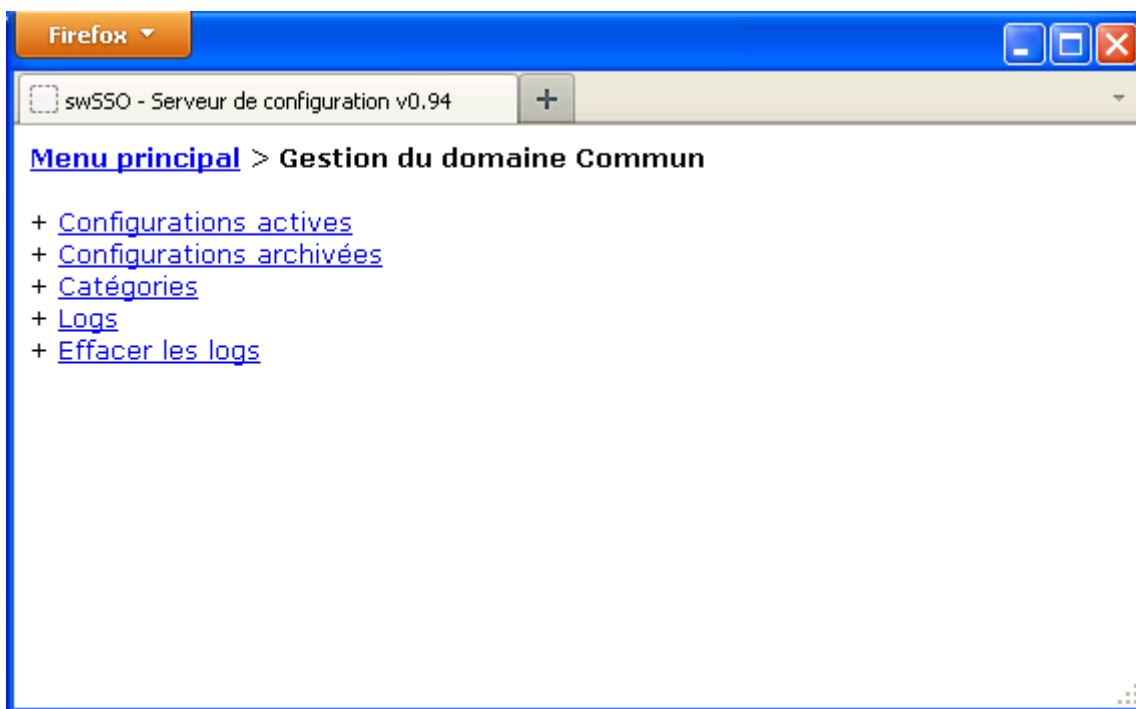 Firefox
swSSO - Serveur de configuration v0.94
Menu principal > Gestion du domaine Commun
+ Configurations actives
+ Configurations archivées
+ Catégories
+ Logs
+ Effacer les logs